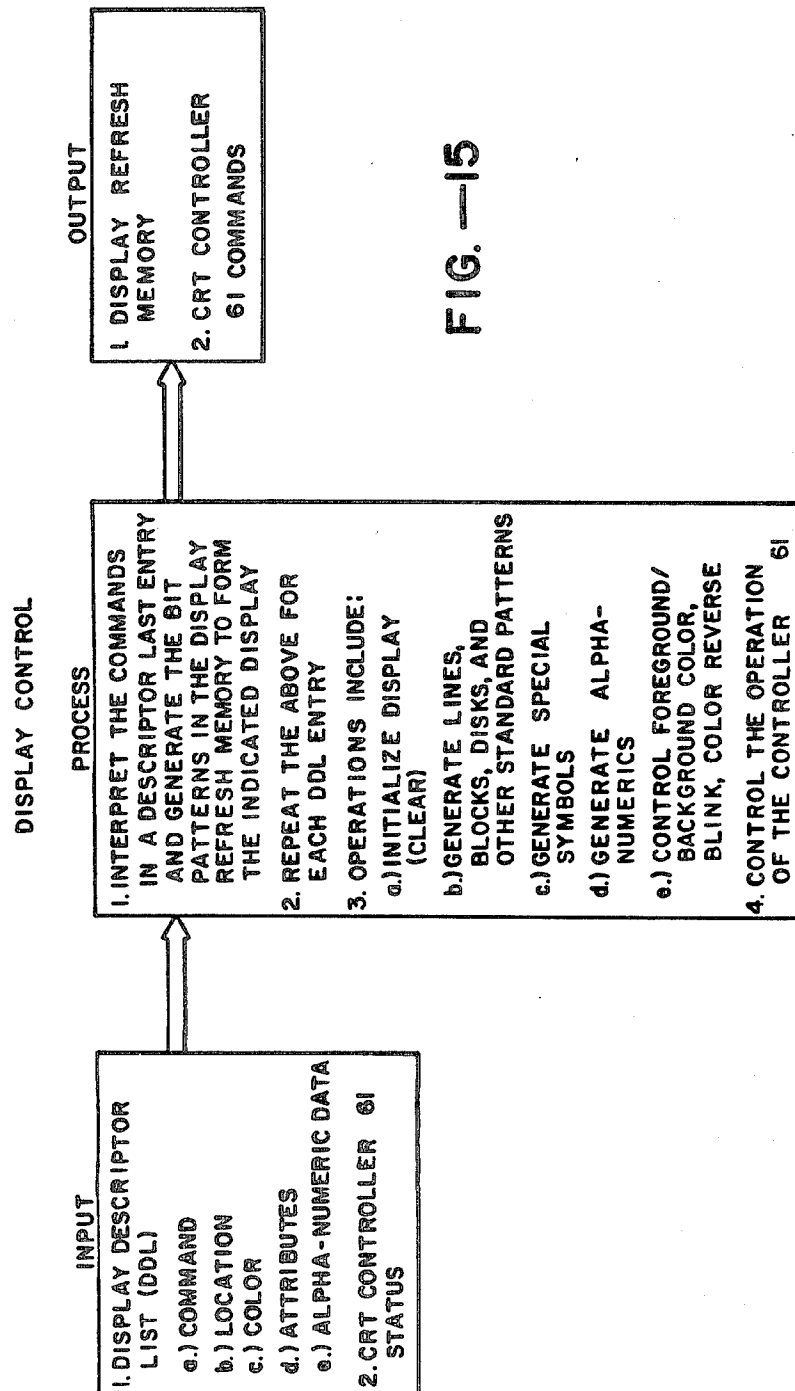 DISPLAY CONTROL
INPUT
1. DISPLAY DESCRIPTOR
LIST (DDL)
a.) COMMAND
b.) LOCATION
c.) COLOR
d.) ATTRIBUTES
e.) ALPHA-NUMERIC DATA
2. CRT CONTROLLER 61
STATUS
PROCESS
1. INTERPRET THE COMMANDS
IN A DESCRIPTOR LAST ENTRY
AND GENERATE THE BIT
PATTERNS IN THE DISPLAY
REFRESH MEMORY TO FORM
THE INDICATED DISPLAY
2. REPEAT THE ABOVE FOR
EACH DDL ENTRY
3. OPERATIONS INCLUDE:
a.) INITIALIZE DISPLAY
(CLEAR)
b.) GENERATE LINES,
BLOCKS, DISKS, AND
OTHER STANDARD PATTERNS
c.) GENERATE SPECIAL
SYMBOLS
d.) GENERATE ALPHA-
NUMERICS
e.) CONTROL FOREGROUND/
BACKGROUND COLOR,
BLINK, COLOR REVERSE
4. CONTROL THE OPERATION
OF THE CONTROLLER 61
OUTPUT
1. DISPLAY REFRESH
MEMORY
2. CRT CONTROLLER
61 COMMANDS
FIG. —15